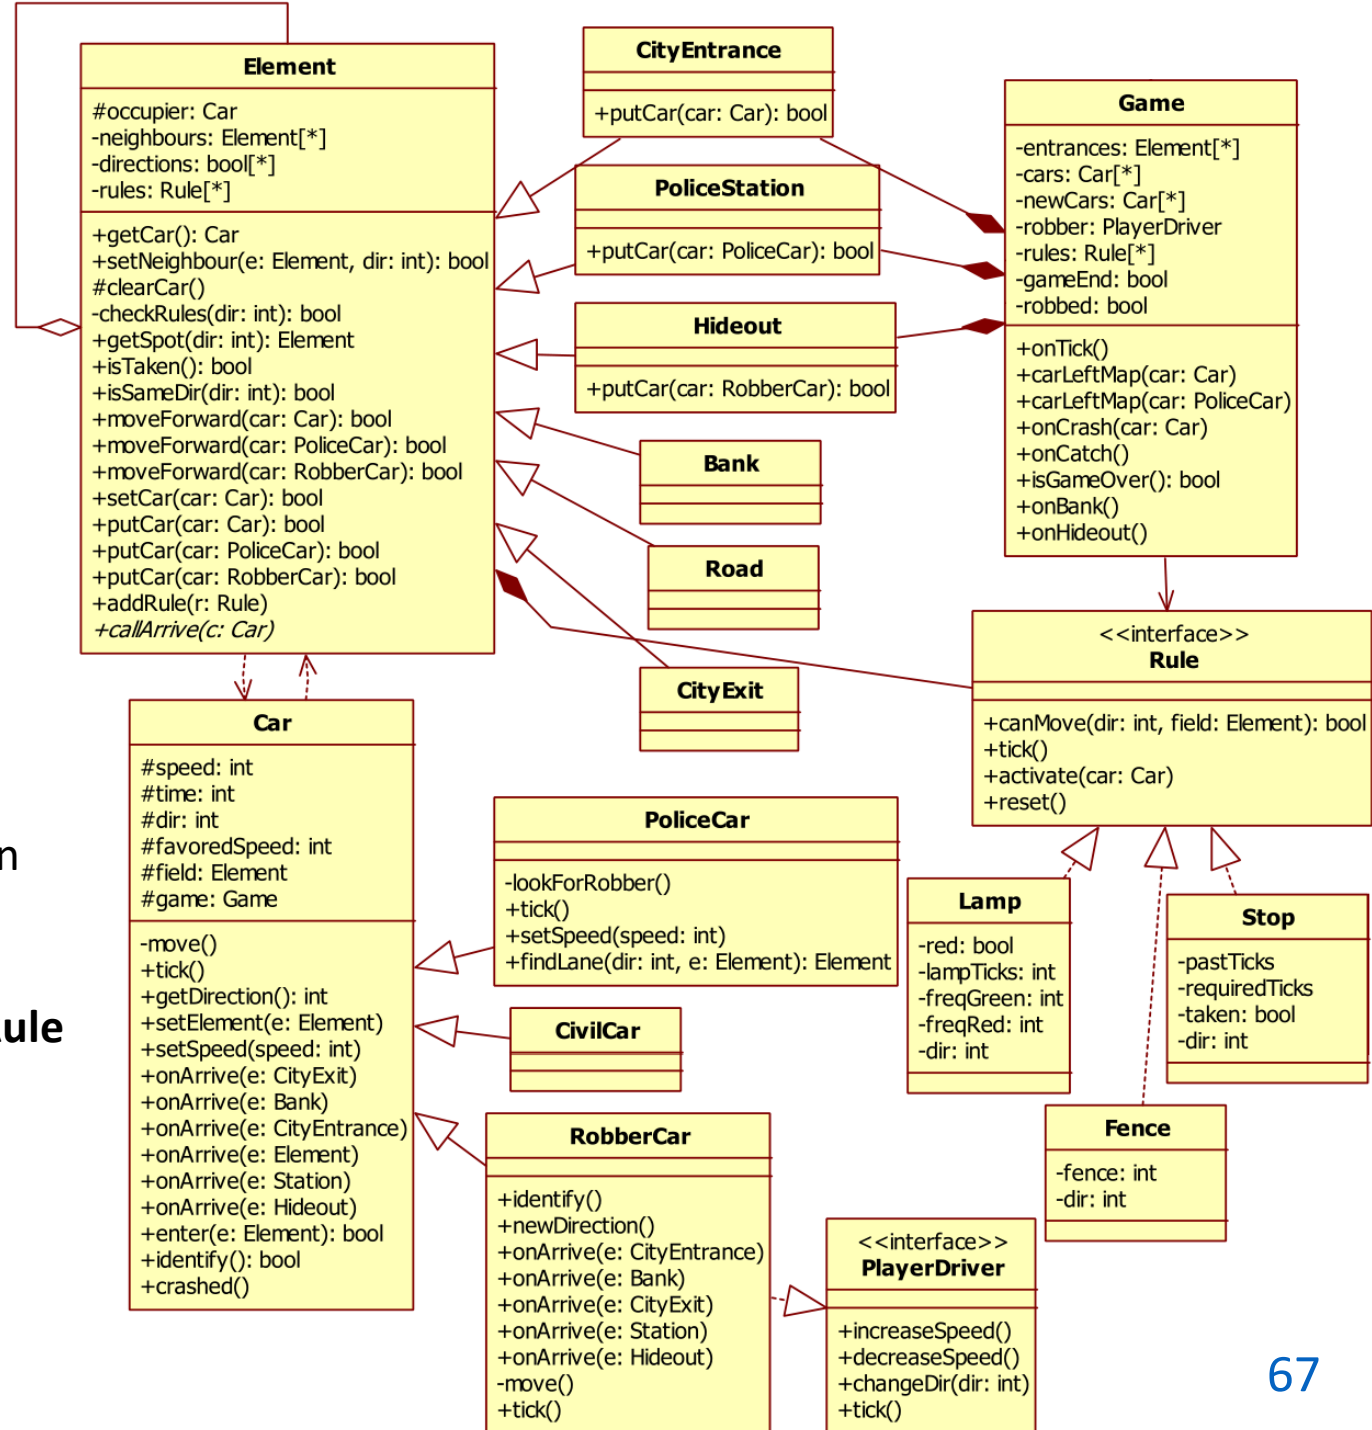 Element
#occupier: Car
-neighbours: Element[*]
-directions: bool[*]
-rules: Rule[*]
+getCar(): Car
+setNeighbour(e: Element, dir: int): bool
#clearCar()
-checkRules(dir: int): bool
+getSpot(dir: int): Element
+isTaken(): bool
+isSameDir(dir: int): bool
+moveForward(car: Car): bool
+moveForward(car: PoliceCar): bool
+moveForward(car: RobberCar): bool
+setCar(car: Car): bool
+putCar(car: Car): bool
+putCar(car: PoliceCar): bool
+putCar(car: RobberCar): bool
+addRule(r: Rule)
+callArrive(c: Car)
CityEntrance
+putCar(car: Car): bool
PoliceStation
+putCar(car: PoliceCar): bool
Hideout
+putCar(car: RobberCar): bool
Bank
Road
CityExit
Game
-entrances: Element[*]
-cars: Car[*]
-newCars: Car[*]
-robber: PlayerDriver
-rules: Rule[*]
-gameEnd: bool
-robbed: bool
+onTick()
+carLeftMap(car: Car)
+carLeftMap(car: PoliceCar)
+onCrash(car: Car)
+onCatch()
+isGameOver(): bool
+onBank()
+onHideout()
<<interface>>
Rule
+canMove(dir: int, field: Element): bool
+tick()
+activate(car: Car)
+reset()
n
ule
Car
#speed: int
#time: int
#dir: int
#favoredSpeed: int
#field: Element
#game: Game
-move()
+tick()
+getDirection(): int
+setElement(e: Element)
+setSpeed(speed: int)
+onArrive(e: CityExit)
+onArrive(e: Bank)
+onArrive(e: CityEntrance)
+onArrive(e: Element)
+onArrive(e: Station)
+onArrive(e: Hideout)
+enter(e: Element): bool
+identify(): bool
+crashed()
PoliceCar
-lookForRobber()
+tick()
+setSpeed(speed: int)
+findLane(dir: int, e: Element): Element
CivilCar
RobberCar
+identify()
+newDirection()
+onArrive(e: CityEntrance)
+onArrive(e: Bank)
+onArrive(e: CityExit)
+onArrive(e: Station)
+onArrive(e: Hideout)
-move()
+tick()
<<interface>>
PlayerDriver
+increaseSpeed()
+decreaseSpeed()
+changeDir(dir: int)
+tick()
Lamp
-red: bool
-lampTicks: int
-freqGreen: int
-freqRed: int
-dir: int
Stop
-pastTicks
-requiredTicks
-taken: bool
-dir: int
Fence
-fence: int
-dir: int
67